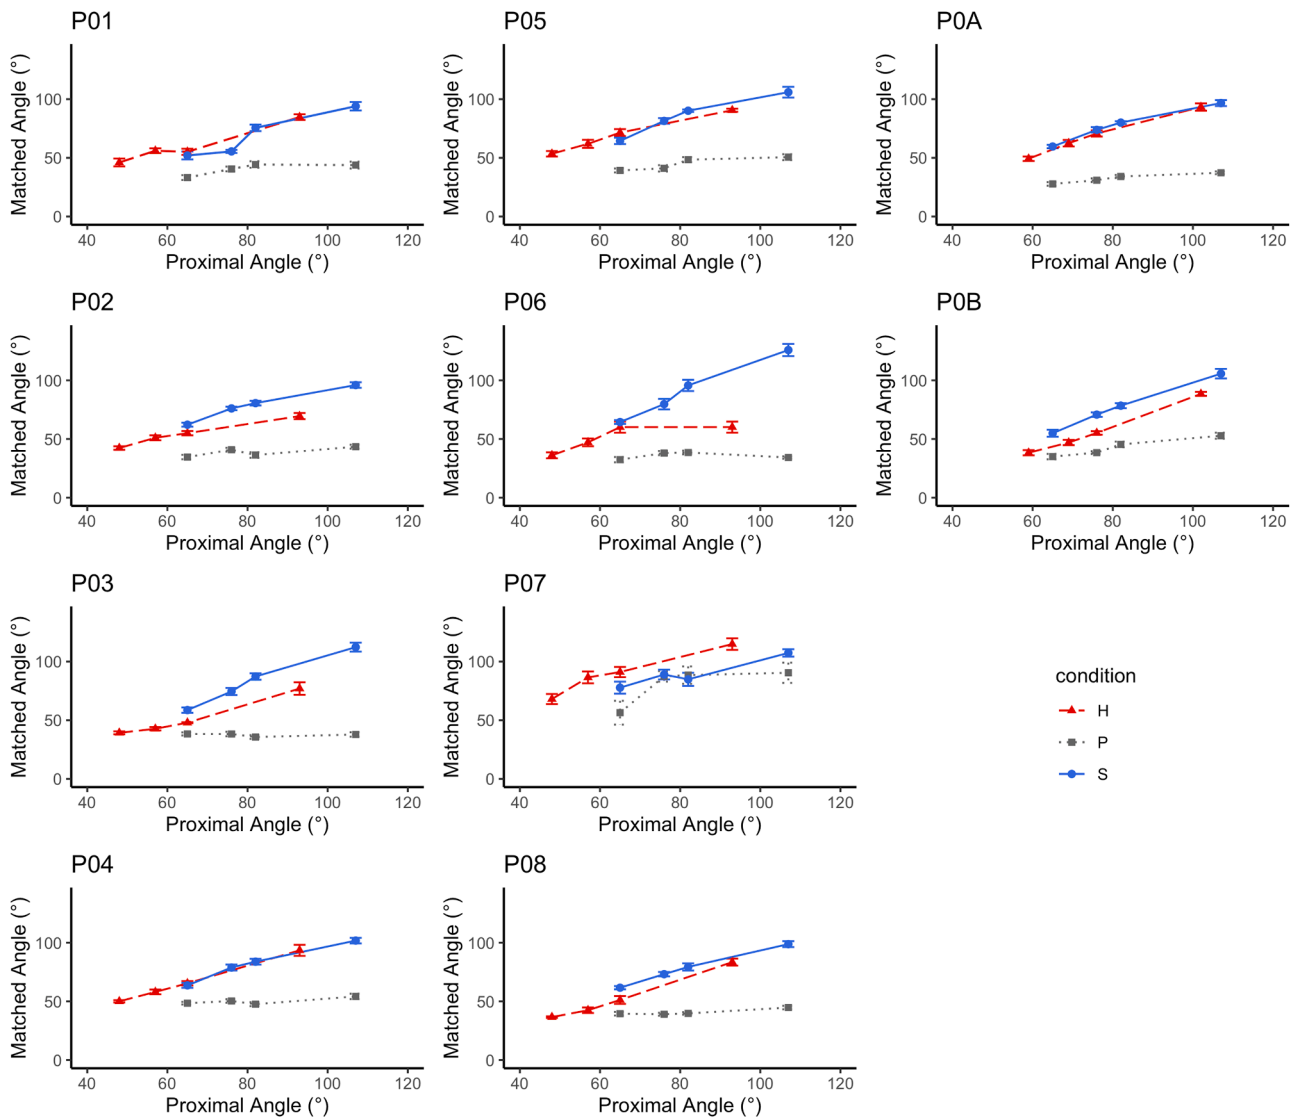 P01 P05 P0A
Matched Angle (°) Matched Angle (°) Matched Angle (°)
100 100 100
50 50 50
0 0 0
40 60 80 100 120 40 60 80 100 120 40 60 80 100 120
Proximal Angle (°) Proximal Angle (°) Proximal Angle (°)
P02 P06 P0B
Matched Angle (°) Matched Angle (°) Matched Angle (°)
100 100 100
50 50 50
0 0 0
40 60 80 100 120 40 60 80 100 120 40 60 80 100 120
Proximal Angle (°) Proximal Angle (°) Proximal Angle (°)
P03 P07
Matched Angle (°) Matched Angle (°)
100 100
50 50
0 0
40 60 80 100 120 40 60 80 100 120
Proximal Angle (°) Proximal Angle (°)
condition
H
P
S
P04 P08
Matched Angle (°) Matched Angle (°)
100 100
50 50
0 0
40 60 80 100 120 40 60 80 100 120
Proximal Angle (°) Proximal Angle (°)